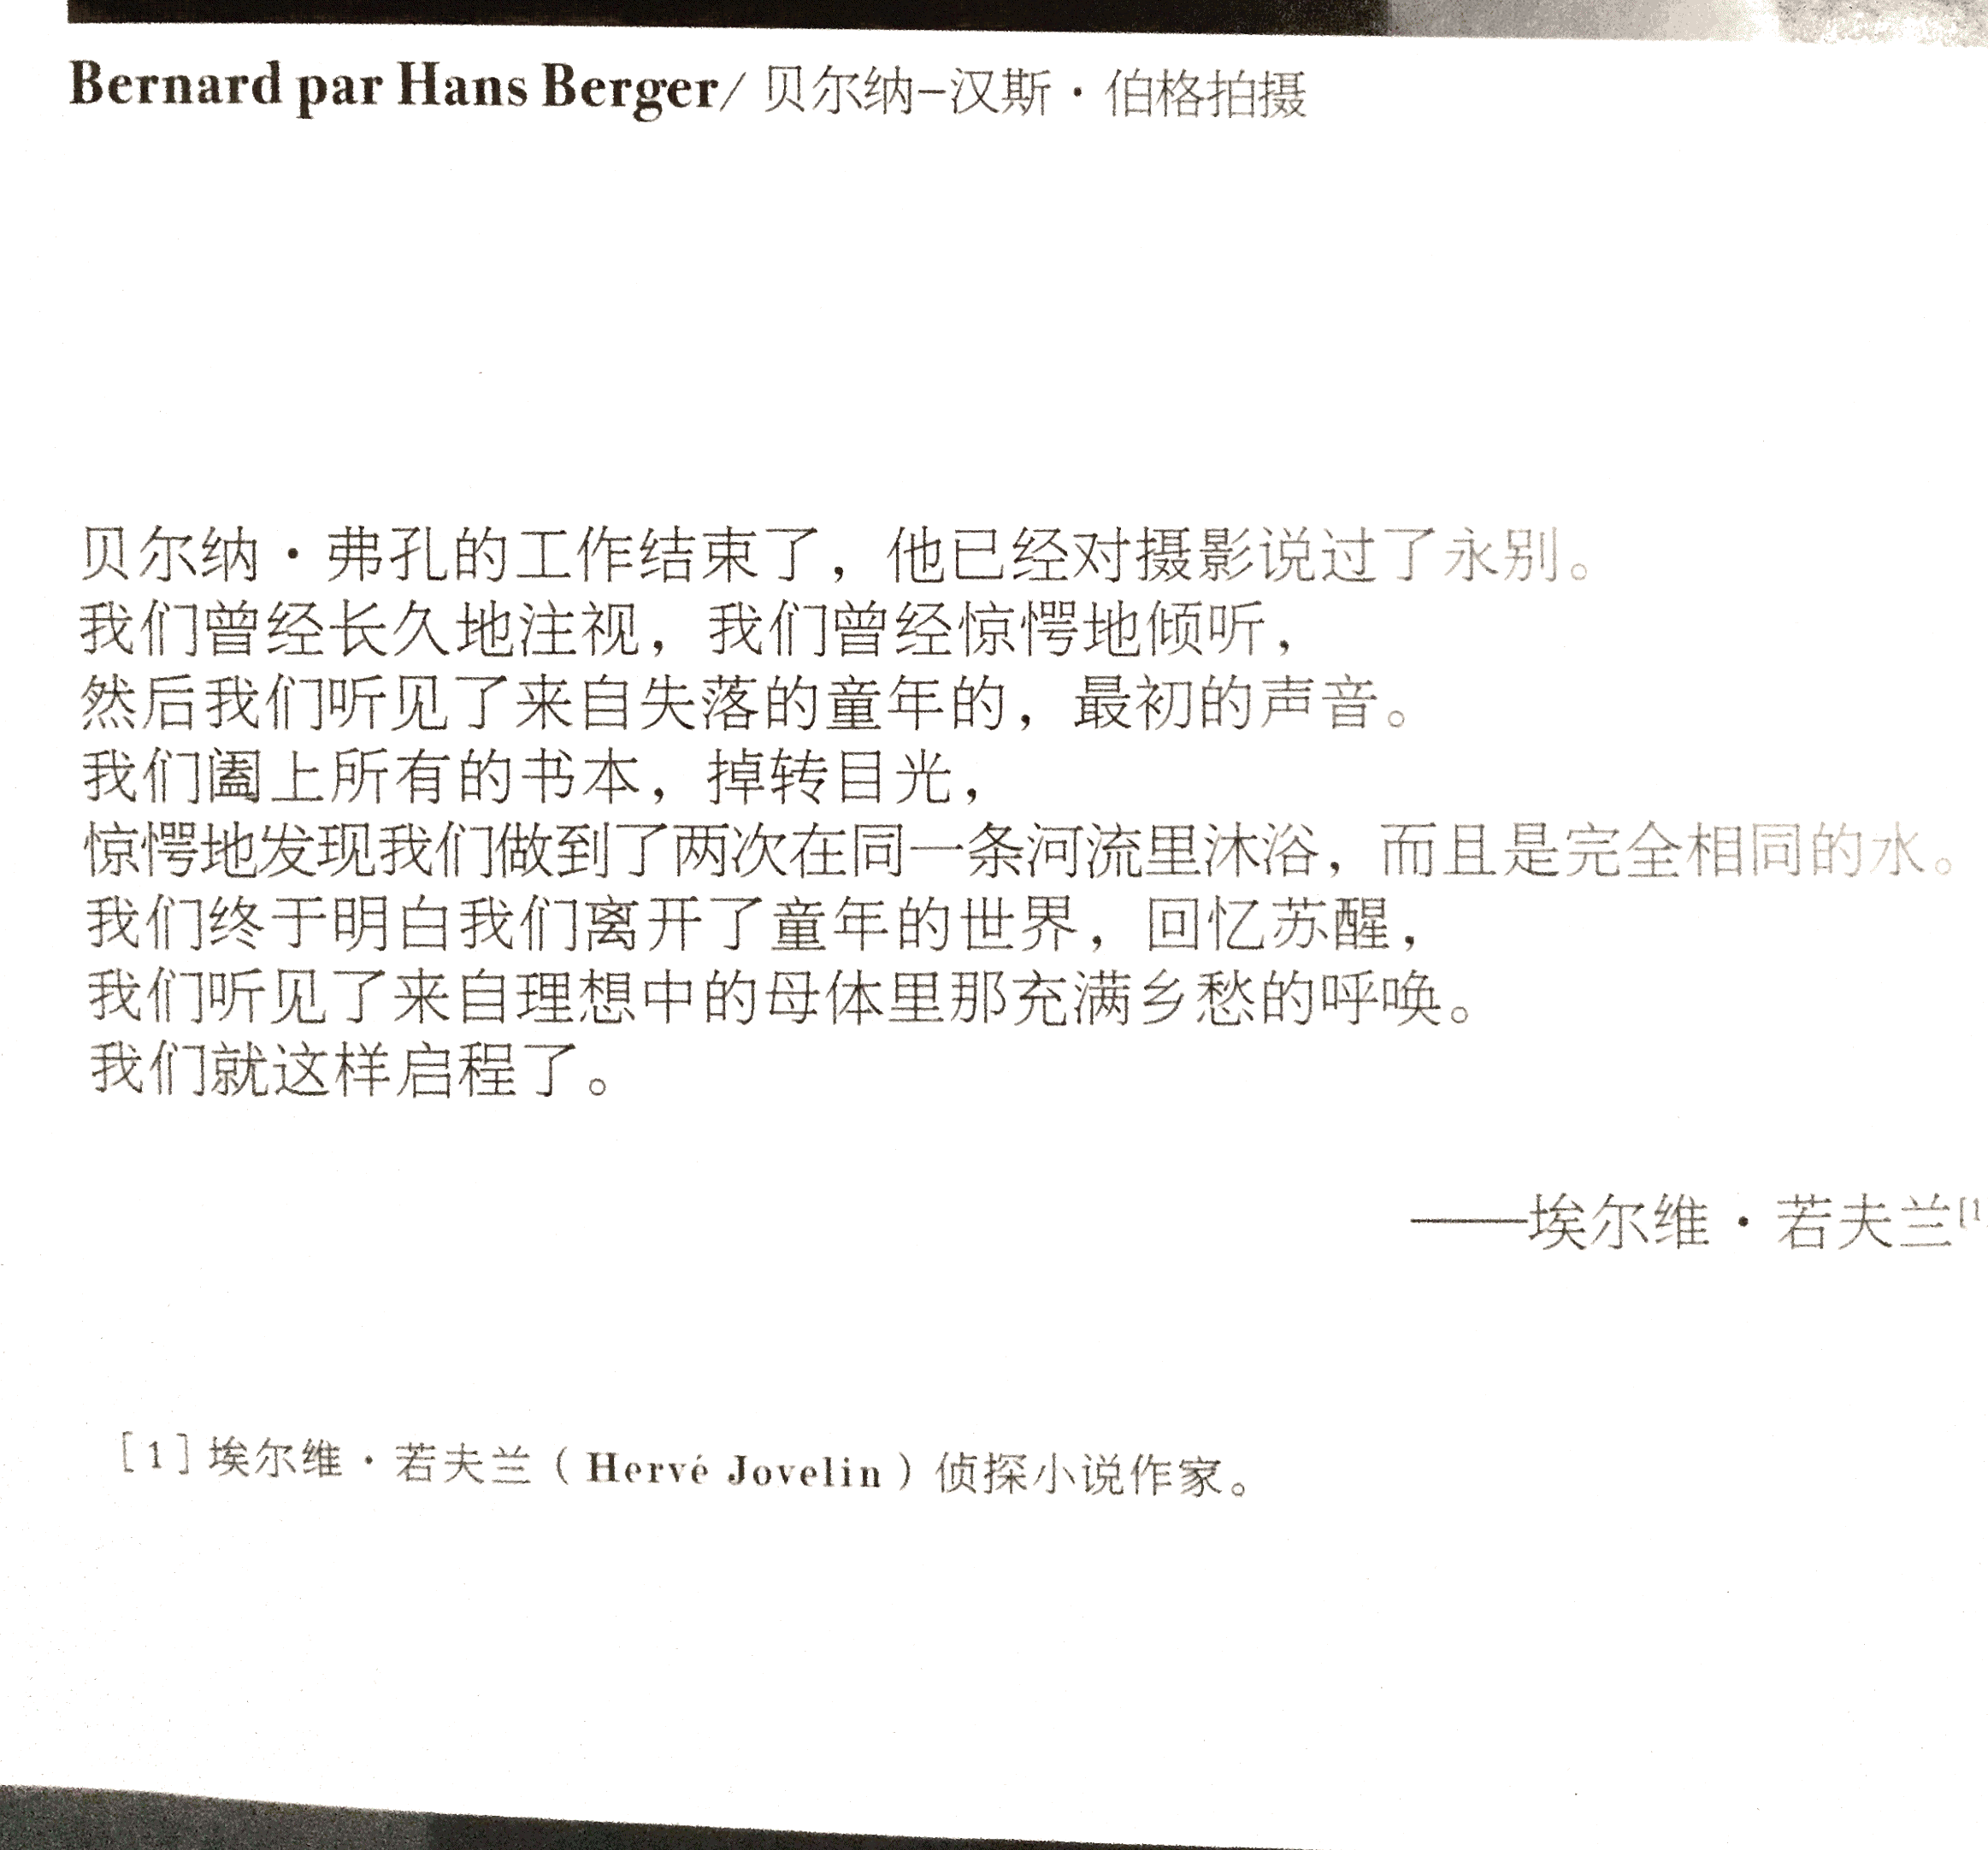 Bernard par Hans Berger/ 贝尔纳–汉斯·伯格拍摄
贝尔纳·弗孔的工作结束了，他已经对摄影说过了永别。
我们曾经长久地注视，我们曾经惊愕地倾听，
然后我们听见了来自失落的童年的，最初的声音。
我们阖上所有的书本，掉转目光，
惊愕地发现我们做到了两次在同一条河流里沐浴，而且是完全相同的水。
我们终于明白我们离开了童年的世界，回忆苏醒，
我们听见了来自理想中的母体里那充满乡愁的呼唤。
我们就这样启程了。
——埃尔维·若夫兰[1
[1]埃尔维·若夫兰（Hervé Jovelin）侦探小说作家。